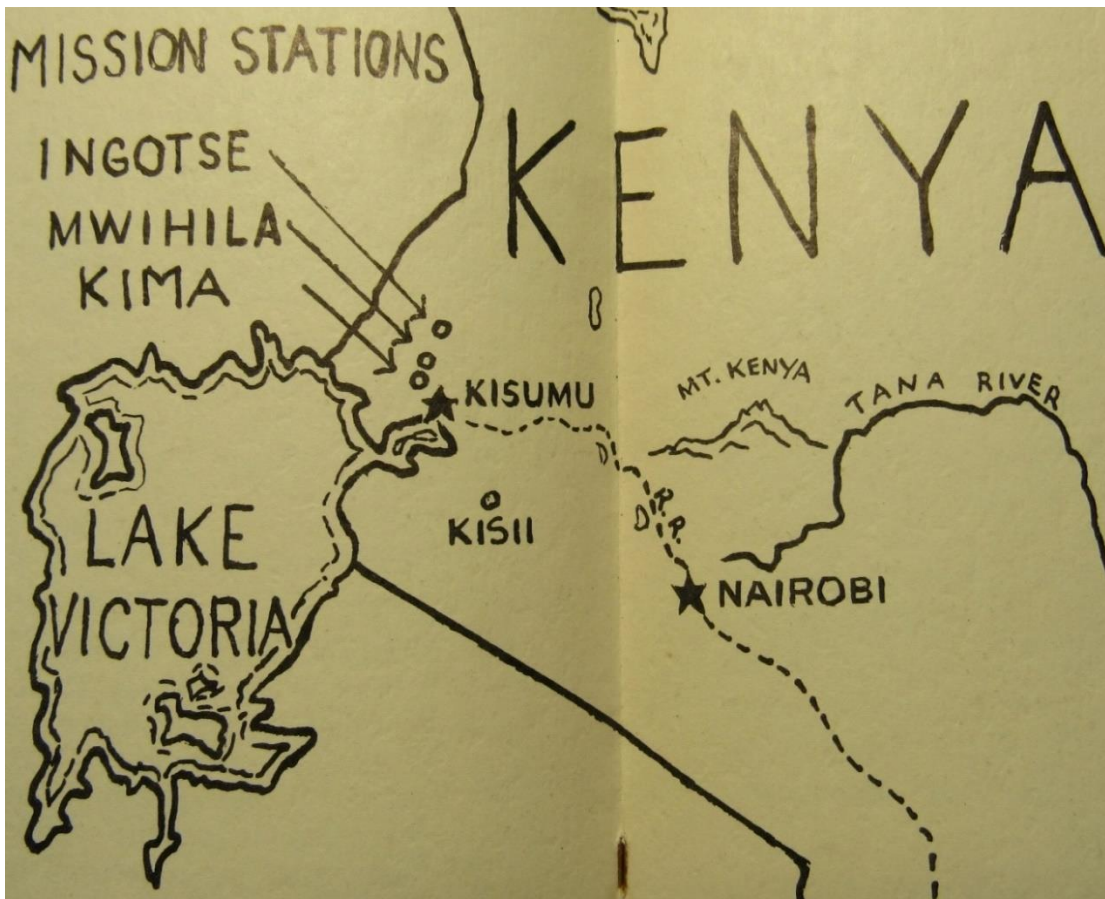 MISSION STATIONS
INGOTSE
MWIHILA
KIMA
KENYA
KISUMU
MT. KENYA
TANA RIVER
R.R.
KISII
NAIROBI
LAKE
VICTORIA